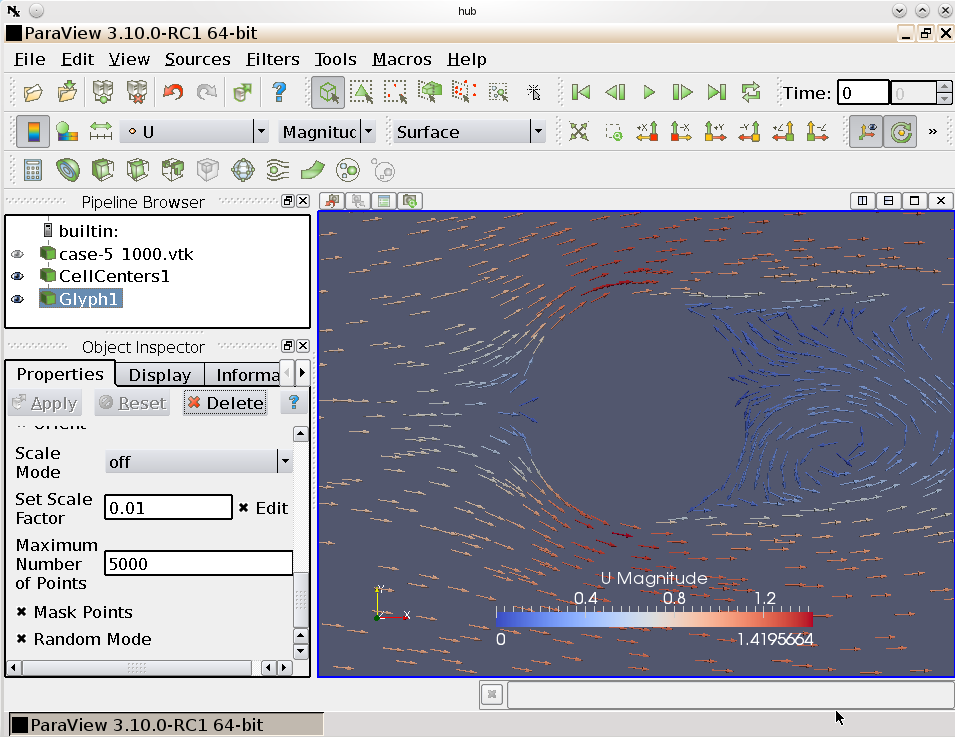 hub
ParaView 3.10.0-RC1 64-bit
File Edit View Sources Filters Tools Macros Help
Time: 0 0
U Magnituc Surface »
Pipeline Browser
builtin:
case-5 1000.vtk
CellCenters1
Glyph1
Object Inspector
Properties Display Informa
Apply Reset Delete ?
Orient
Scale
Mode off
Set Scale
Factor 0.01 Edit
Maximum
Number
of Points 5000
Mask Points
Random Mode
U Magnitude
0.4 0.8 1.2
0 1.4195664
Y
Z X
ParaView 3.10.0-RC1 64-bit